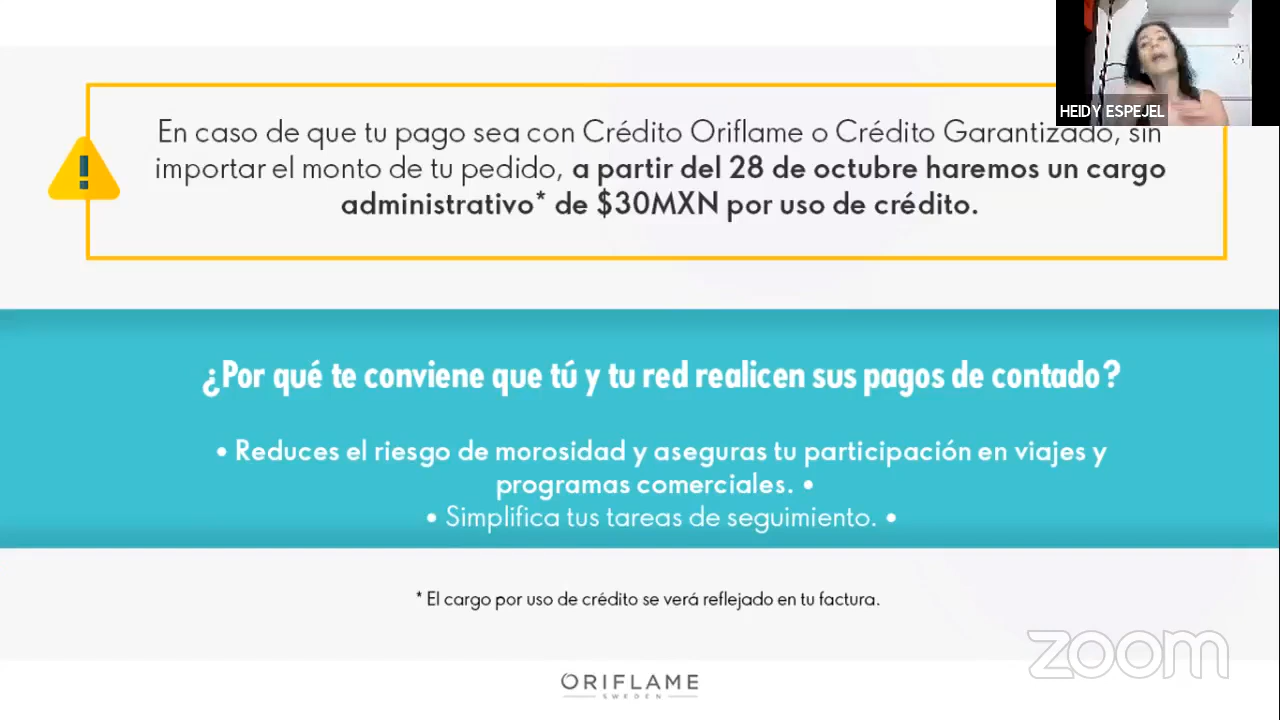 HEIDY ESPEJEL
En caso de que tu pago sea con Crédito Oriflame o Crédito Garantizado, sin
importar el monto de tu pedido, a partir del 28 de octubre haremos un cargo
administrativo* de $30MXN por uso de crédito.
¿Por qué te conviene que tú y tu red realicen sus pagos de contado?
• Reduces el riesgo de morosidad y aseguras tu participación en viajes y
programas comerciales. •
• Simplifica tus tareas de seguimiento. •
* El cargo por uso de crédito se verá reflejado en tu factura.
zoom
ORIFLAME
SWEDEN